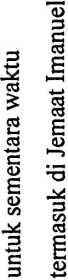 untuk sementara waktu
termasuk di Jemaat Imanuel